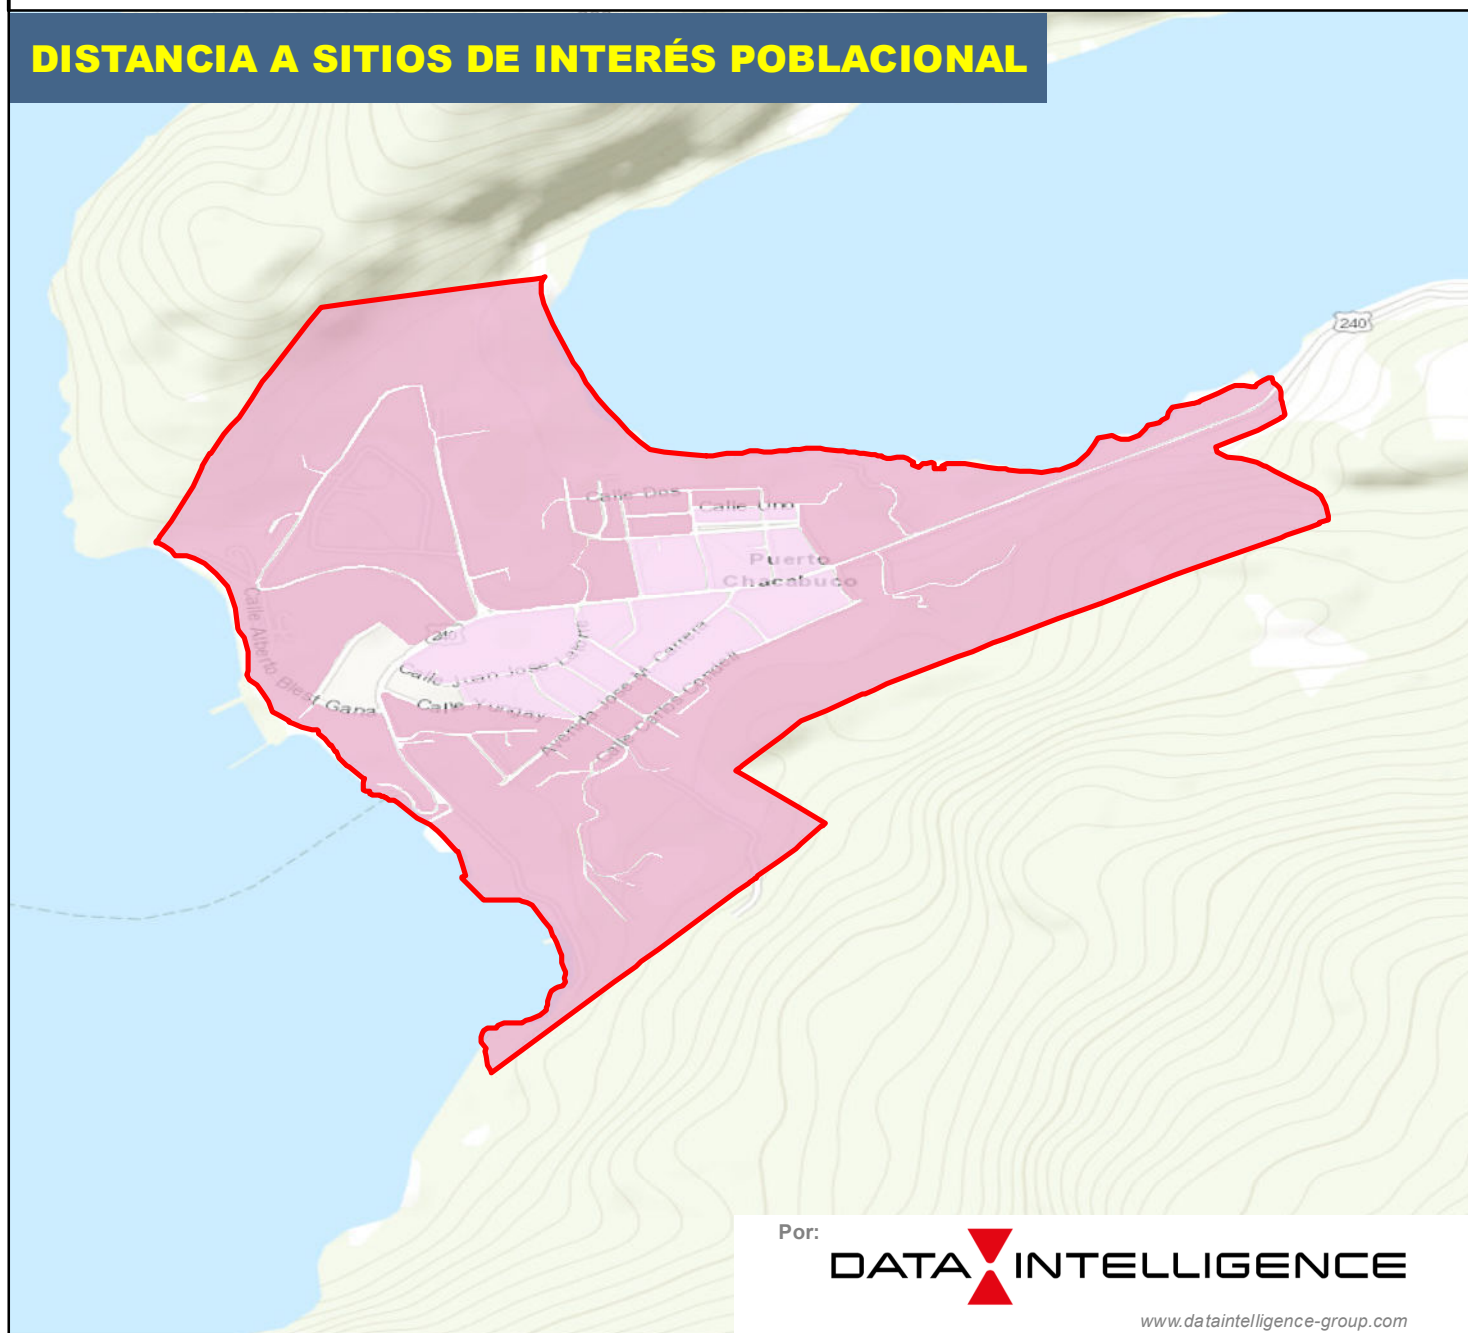 DISTANCIA A SITIOS DE INTERÉS POBLACIONAL
240
Calle Dos
Calle Uno
Puerto
Chacabuco
Calle Alberto Blest Gana
240
Calle Juan José Latorre
Avenida José M. Carrera
Calle Yungay
Calle Carlos Condell
Por:
DATA INTELLIGENCE
www.dataintelligence-group.com